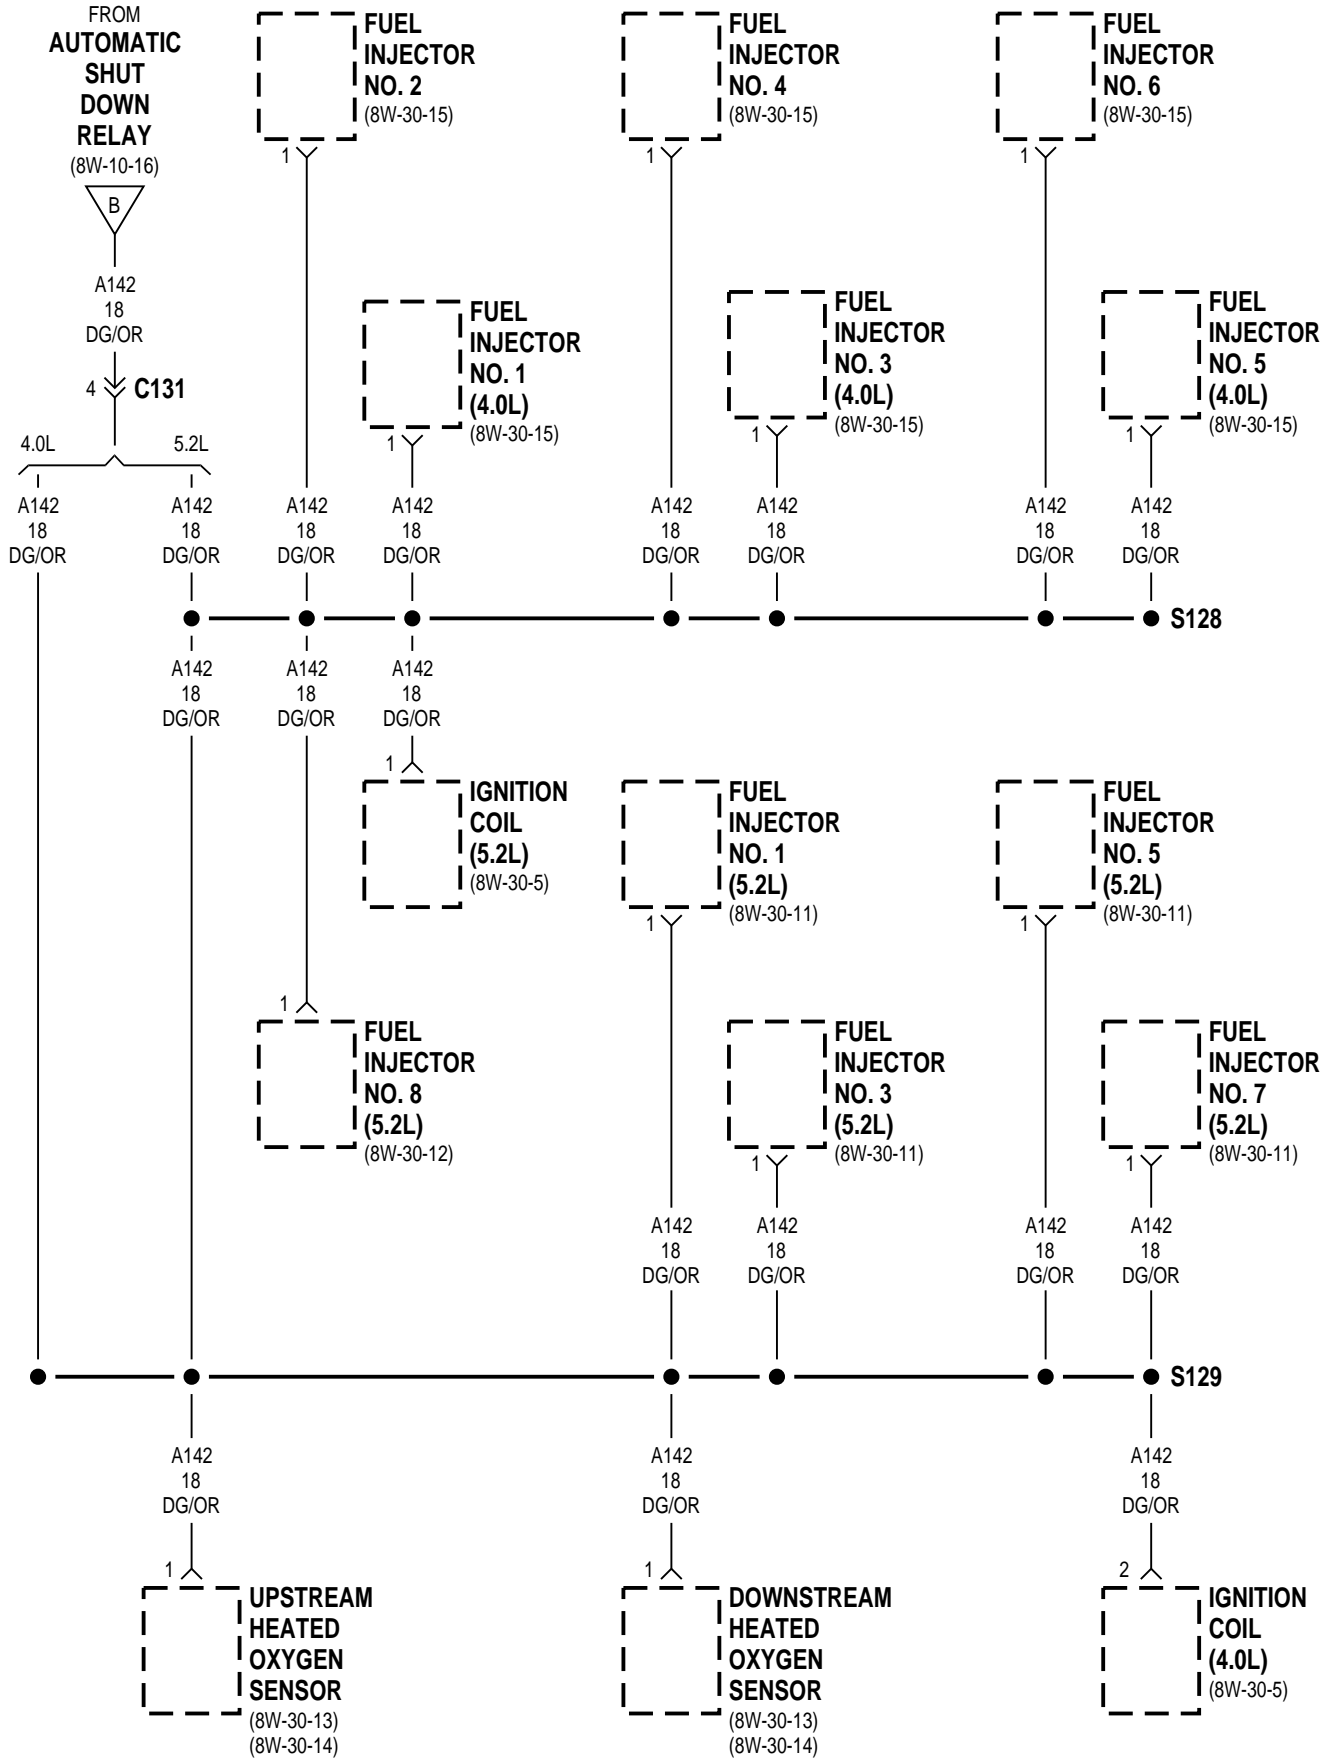 FROM
AUTOMATIC
SHUT
DOWN
RELAY
(8W-10-16)
B
A142
18
DG/OR
4
C131
4.0L
5.2L
A142
18
DG/OR
A142
18
DG/OR
FUEL
INJECTOR
NO. 2
(8W-30-15)
1
A142
18
DG/OR
FUEL
INJECTOR
NO. 1
(4.0L)
(8W-30-15)
1
A142
18
DG/OR
FUEL
INJECTOR
NO. 4
(8W-30-15)
1
A142
18
DG/OR
FUEL
INJECTOR
NO. 3
(4.0L)
(8W-30-15)
1
A142
18
DG/OR
FUEL
INJECTOR
NO. 6
(8W-30-15)
1
A142
18
DG/OR
FUEL
INJECTOR
NO. 5
(4.0L)
(8W-30-15)
1
A142
18
DG/OR
S128
A142
18
DG/OR
A142
18
DG/OR
A142
18
DG/OR
1
IGNITION
COIL
(5.2L)
(8W-30-5)
1
FUEL
INJECTOR
NO. 8
(5.2L)
(8W-30-12)
FUEL
INJECTOR
NO. 1
(5.2L)
(8W-30-11)
1
A142
18
DG/OR
FUEL
INJECTOR
NO. 3
(5.2L)
(8W-30-11)
1
A142
18
DG/OR
FUEL
INJECTOR
NO. 5
(5.2L)
(8W-30-11)
1
A142
18
DG/OR
FUEL
INJECTOR
NO. 7
(5.2L)
(8W-30-11)
1
A142
18
DG/OR
S129
A142
18
DG/OR
1
UPSTREAM
HEATED
OXYGEN
SENSOR
(8W-30-13)
(8W-30-14)
A142
18
DG/OR
1
DOWNSTREAM
HEATED
OXYGEN
SENSOR
(8W-30-13)
(8W-30-14)
A142
18
DG/OR
2
IGNITION
COIL
(4.0L)
(8W-30-5)